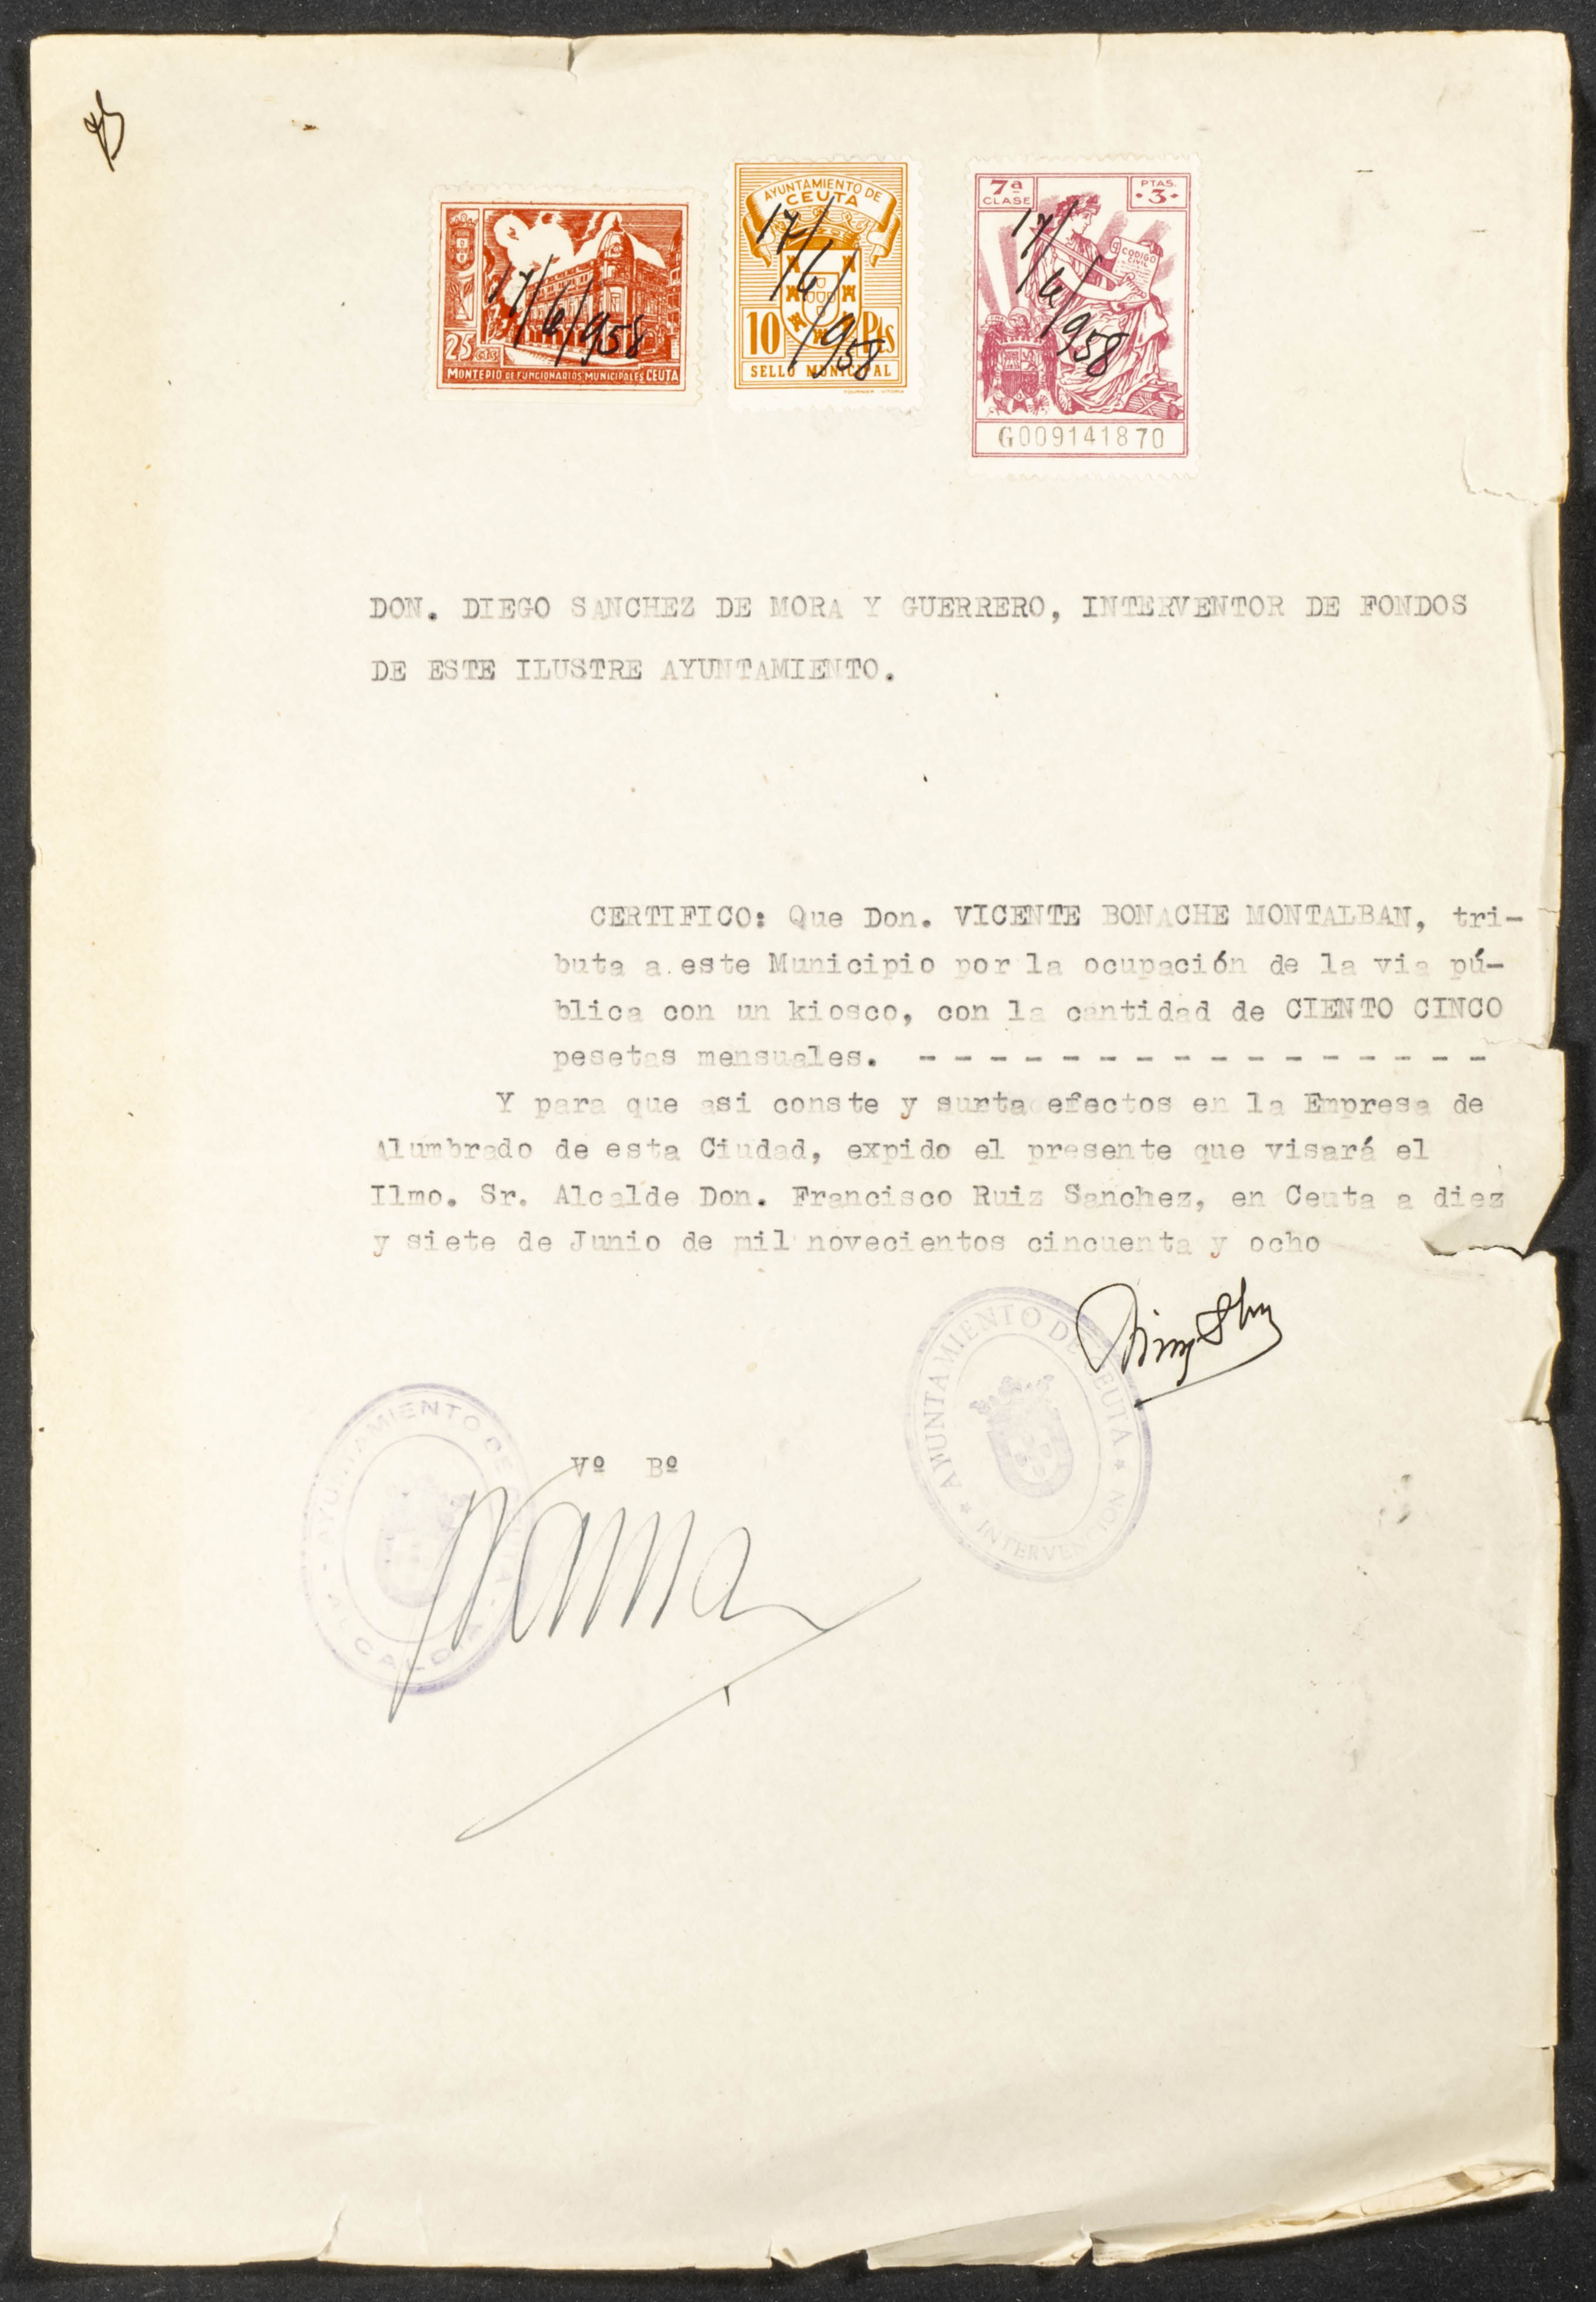 25 cts
MONTEPIO DE FUNCIONARIOS MUNICIPALES CEUTA
17/6/958
AYUNTAMIENTO DE
CEUTA
10 Pts
SELLO MUNICIPAL
FOURNIER. VITORIA
17/6/958
7ª CLASE
PTAS. 3
CODIGO
CIVIL
17/6/958
G009141870
DON. DIEGO SANCHEZ DE MORA Y GUERRERO, INTERVENTOR DE FONDOS
DE ESTE ILUSTRE AYUNTAMIENTO.
CERTIFICO: Que Don. VICENTE BONACHE MONTALBAN, tri-
buta a este Municipio por la ocupación de la via pú-
blica con un kiosco, con la cantidad de CIENTO CINCO
pesetas mensuales. - - - - - - - - - - - - - - - -
Y para que asi conste y surta efectos en la Empresa de
Alumbrado de esta Ciudad, expido el presente que visará el
Ilmo. Sr. Alcalde Don. Francisco Ruiz Sanchez, en Ceuta a diez
y siete de Junio de mil novecientos cincuenta y ocho
AYUNTAMIENTO DE CEUTA
INTERVENCION
Vº Bº
AYUNTAMIENTO DE CEUTA
ALCALDIA